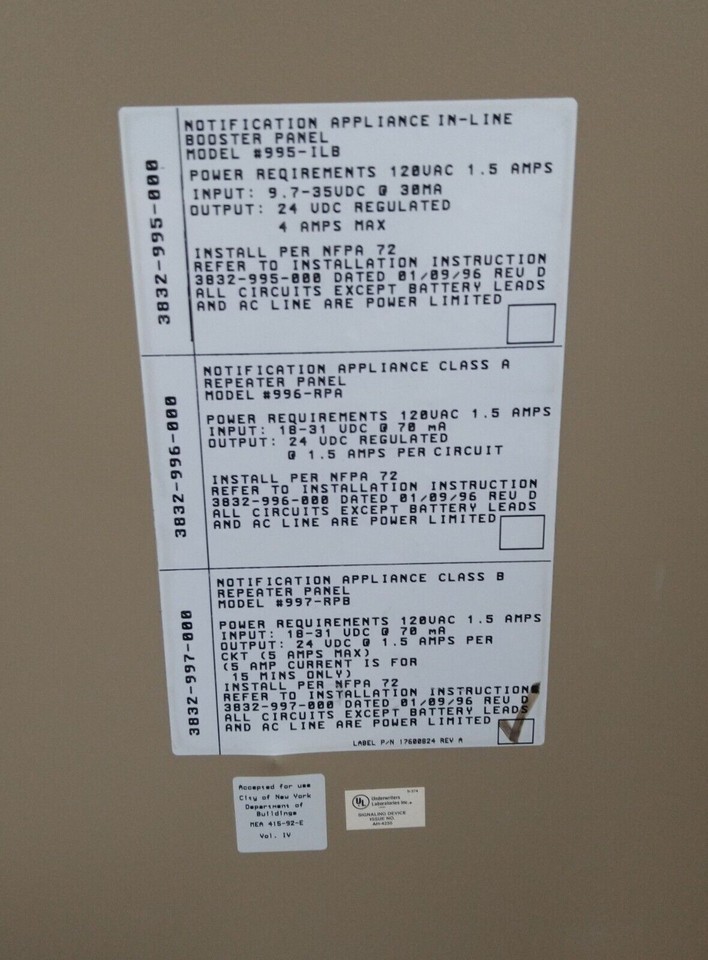 3832-995-000
NOTIFICATION APPLIANCE IN-LINE
BOOSTER PANEL
MODEL #995-ILB
POWER REQIREMENTS 120VAC 1.5 AMPS
INPUT: 9.7-35VDC @ 30MA
OUTPUT: 24 VDC REGULATED
4 AMPS MAX
INSTALL PER NFPA 72
REFER TO INSTALLATION INSTRUCTION
3832-995-000 DATED 01/09/96 REV D
ALL CIRCUITS EXCEPT BATTERY LEADS
AND AC LINE ARE POWER LIMITED
3832-996-000
NOTIFICATION APPLIANCE CLASS A
REPEATER PANEL
MODEL #996-RPA
POWER REQUIREMENTS 120VAC 1.5 AMPS
INPUT: 18-31 VDC @ 70 mA
OUTPUT: 24 VDC REGULATED
@ 1.5 AMPS PER CIRCUIT
INSTALL PER NFPA 72
REFER TO INSTALLATION INSTRUCTION
3832-996-000 DATED 01/09/96 REV D
ALL CIRCUITS EXCEPT BATTERY LEADS
AND AC LINE ARE POWER LIMITED
3832-997-000
NOTIFICATION APPLIANCE CLASS B
REPEATER PANEL
MODEL #997-RPB
POWER REQUIREMENTS 120VAC 1.5 AMPS
INPUT: 18-31 VDC @ 70 mA
OUTPUT: 24 VDC @ 1.5 AMPS PER
CKT (5 AMPS MAX)
(5 AMP CURRENT IS FOR
15 MINS ONLY)
INSTALL PER NFPA 72
REFER TO INSTALLATION INSTRUCTION
3832-997-000 DATED 01/09/96 REV D
ALL CIRCUITS EXCEPT BATTERY LEADS
AND AC LINE ARE POWER LIMITED
LABEL P/N 17600824 REV A
Accepted for use
City of New York
Department of
Buildings
MEA 415-92-E
Vol. IV
UL
Underwriters
Laboratories Inc.
SIGNALING DEVICE
ISSUE NO.